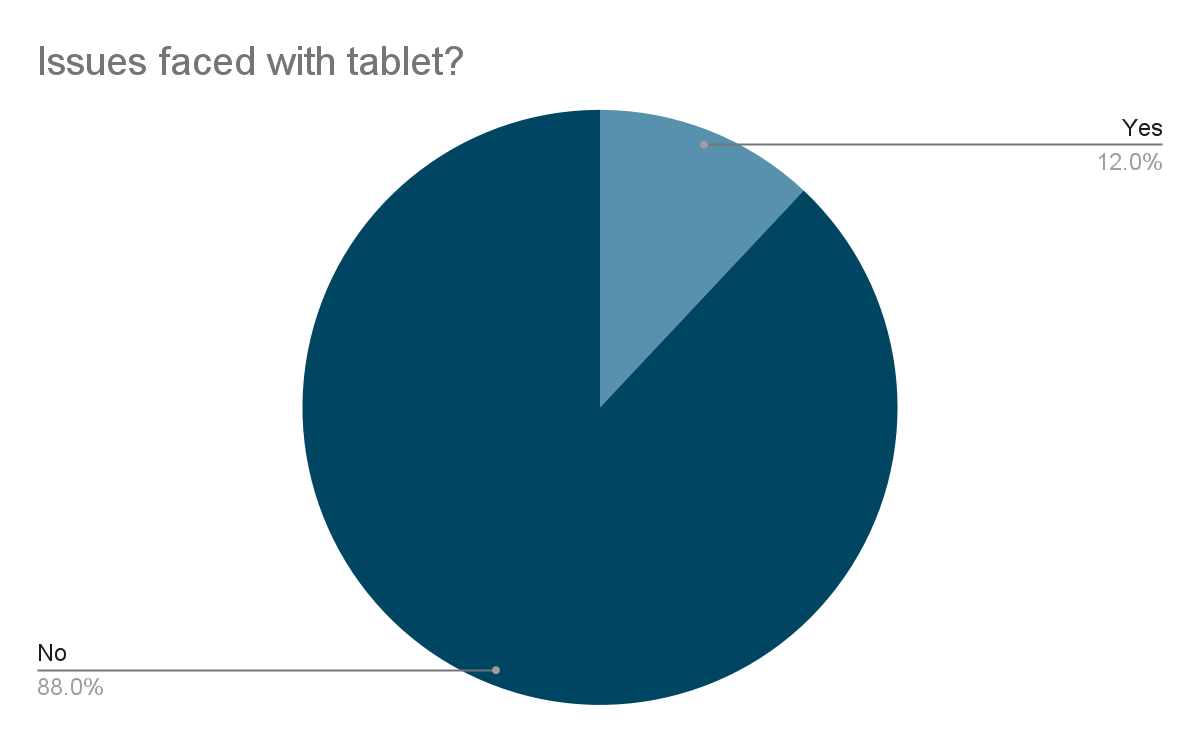 Issues faced with tablet?
Yes
12.0%
No
88.0%